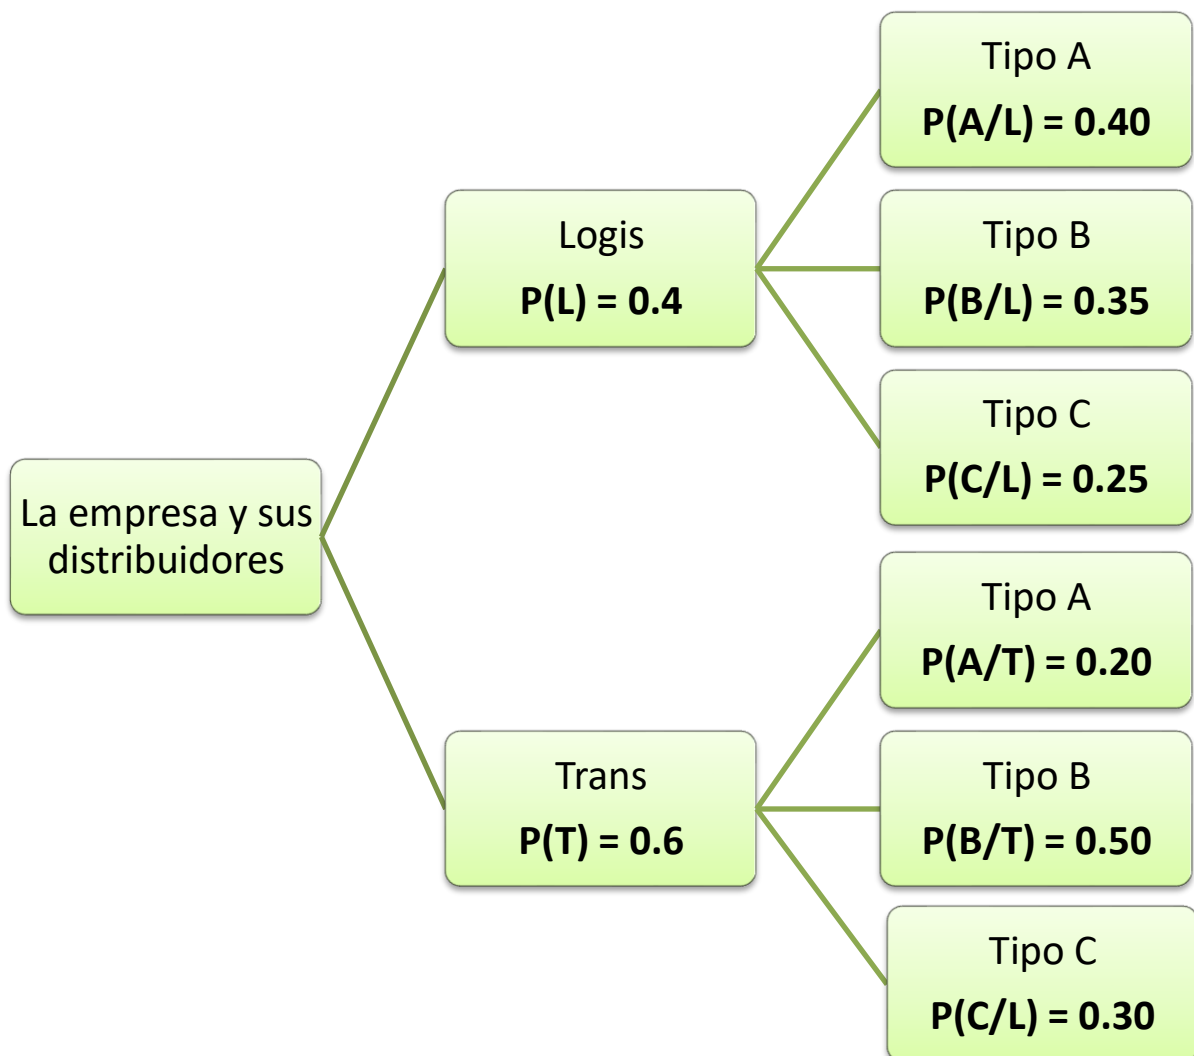 Tipo A
P(A/L) = 0.40
Logis
P(L) = 0.4
Tipo B
P(B/L) = 0.35
Tipo C
P(C/L) = 0.25
La empresa y sus
distribuidores
Tipo A
P(A/T) = 0.20
Trans
P(T) = 0.6
Tipo B
P(B/T) = 0.50
Tipo C
P(C/L) = 0.30